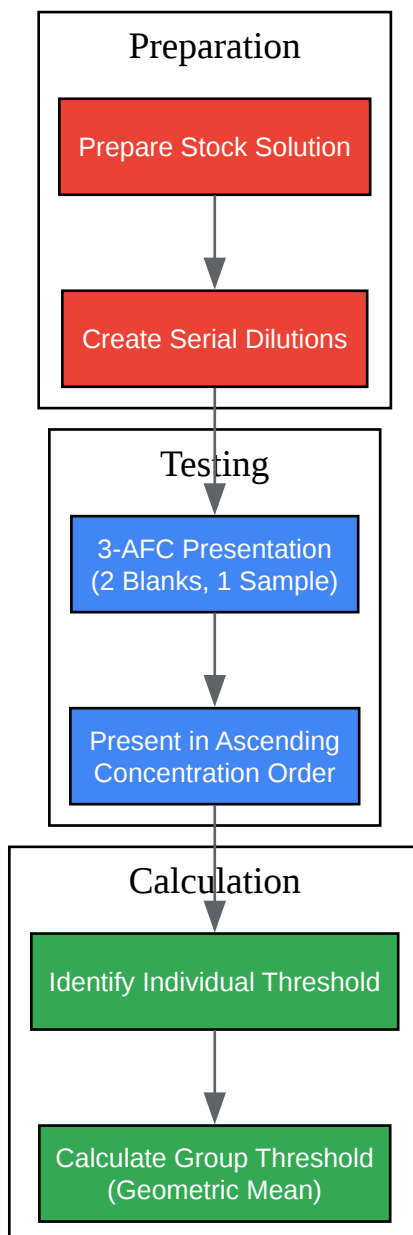 Preparation
Prepare Stock Solution
Create Serial Dilutions
Testing
3-AFC Presentation
(2 Blanks, 1 Sample)
Present in Ascending
Concentration Order
Calculation
Identify Individual Threshold
Calculate Group Threshold
(Geometric Mean)